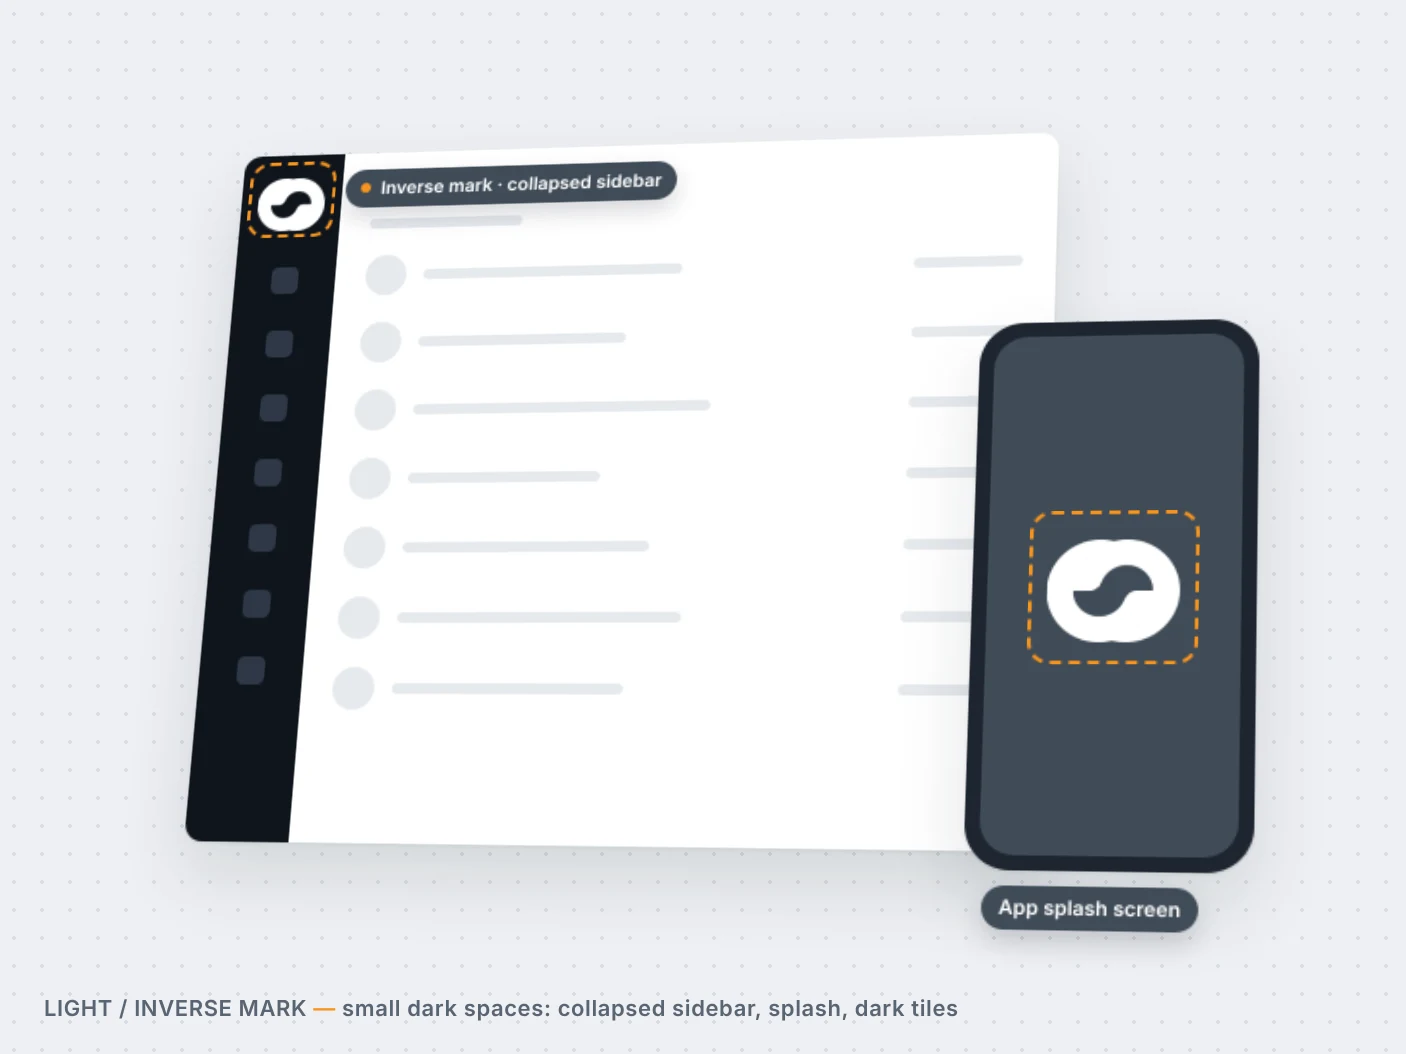 Inverse mark · collapsed sidebar
App splash screen
LIGHT / INVERSE MARK — small dark spaces: collapsed sidebar, splash, dark tiles